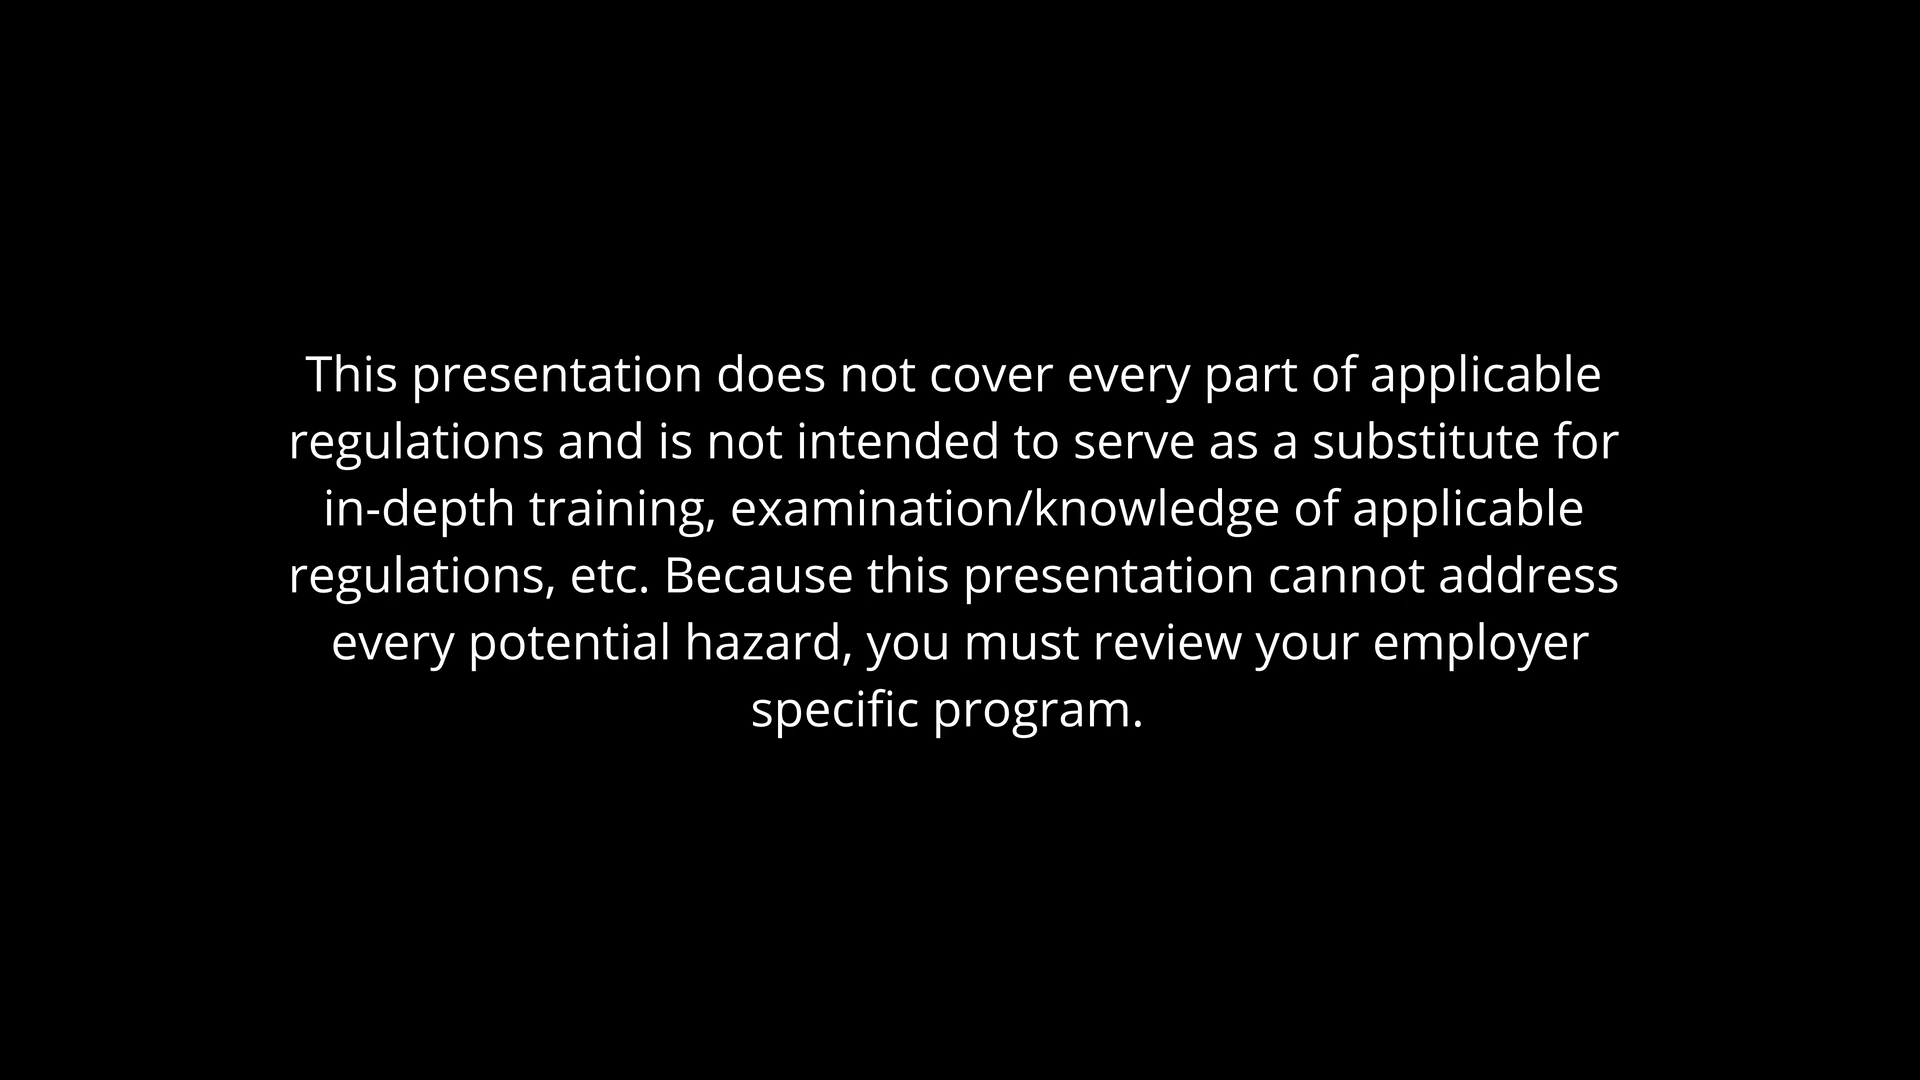 This presentation does not cover every part of applicable
regulations and is not intended to serve as a substitute for
in-depth training, examination/knowledge of applicable
regulations, etc. Because this presentation cannot address
every potential hazard, you must review your employer
specific program.